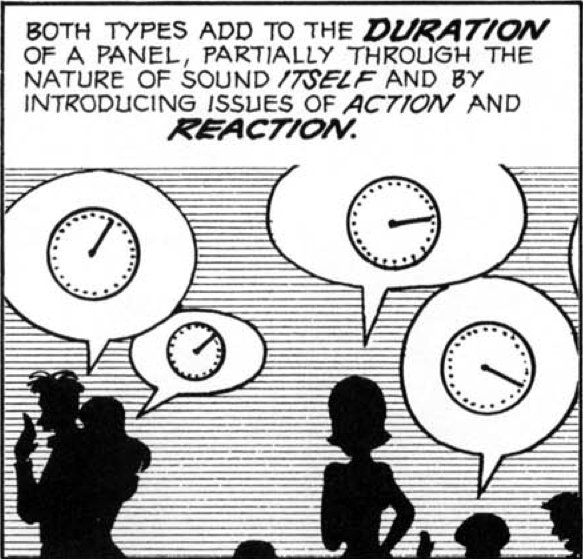 BOTH TYPES ADD TO THE DURATION
OF A PANEL, PARTIALLY THROUGH THE
NATURE OF SOUND ITSELF AND BY
INTRODUCING ISSUES OF ACTION AND
REACTION.